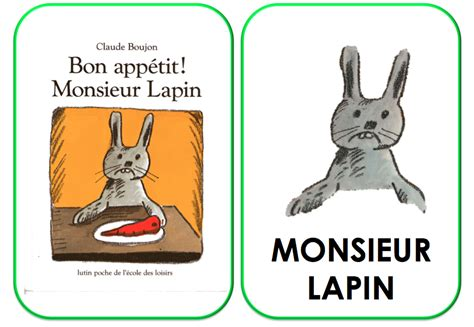 Claude Boujon
Bon appétit!
Monsieur Lapin
lutin poche de l'école des loisirs
MONSIEUR
LAPIN